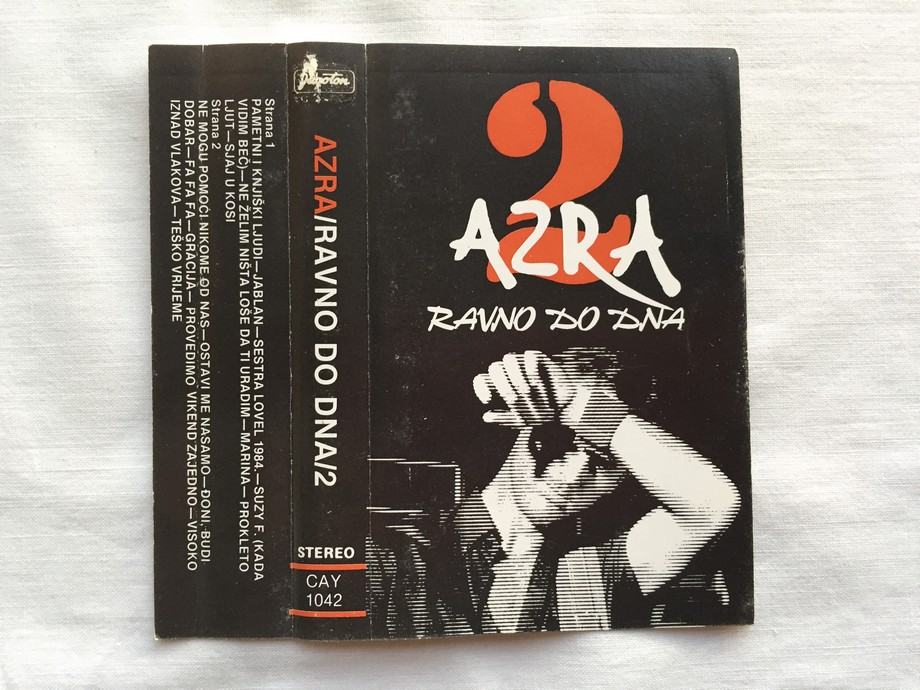 Strana 1
PAMETNI I KNJIŠKI LJUDI—JABLAN—SESTRA LOVEL 1984.—SUZY F. (KADA
VIDIM BEČ)—NE ŽELIM NIŠTA LOŠE DA TI URADIM—MARINA—PROKLETO
LJUT—SJAJ U KOSI
Strana 2
NE MOGU POMOĆI NIKOME OD NAS—OSTAVI ME NASAMO—ĐONI, BUDI
DOBAR—FA FA FA—GRACIJA—PROVEDIMO VIKEND ZAJEDNO—VISOKO
IZNAD VLAKOVA—TEŠKO VRIJEME
Jugoton
AZRA/RAVNO DO DNA/2
STEREO
CAY
1042
2
AZRA
RAVNO DO DNA